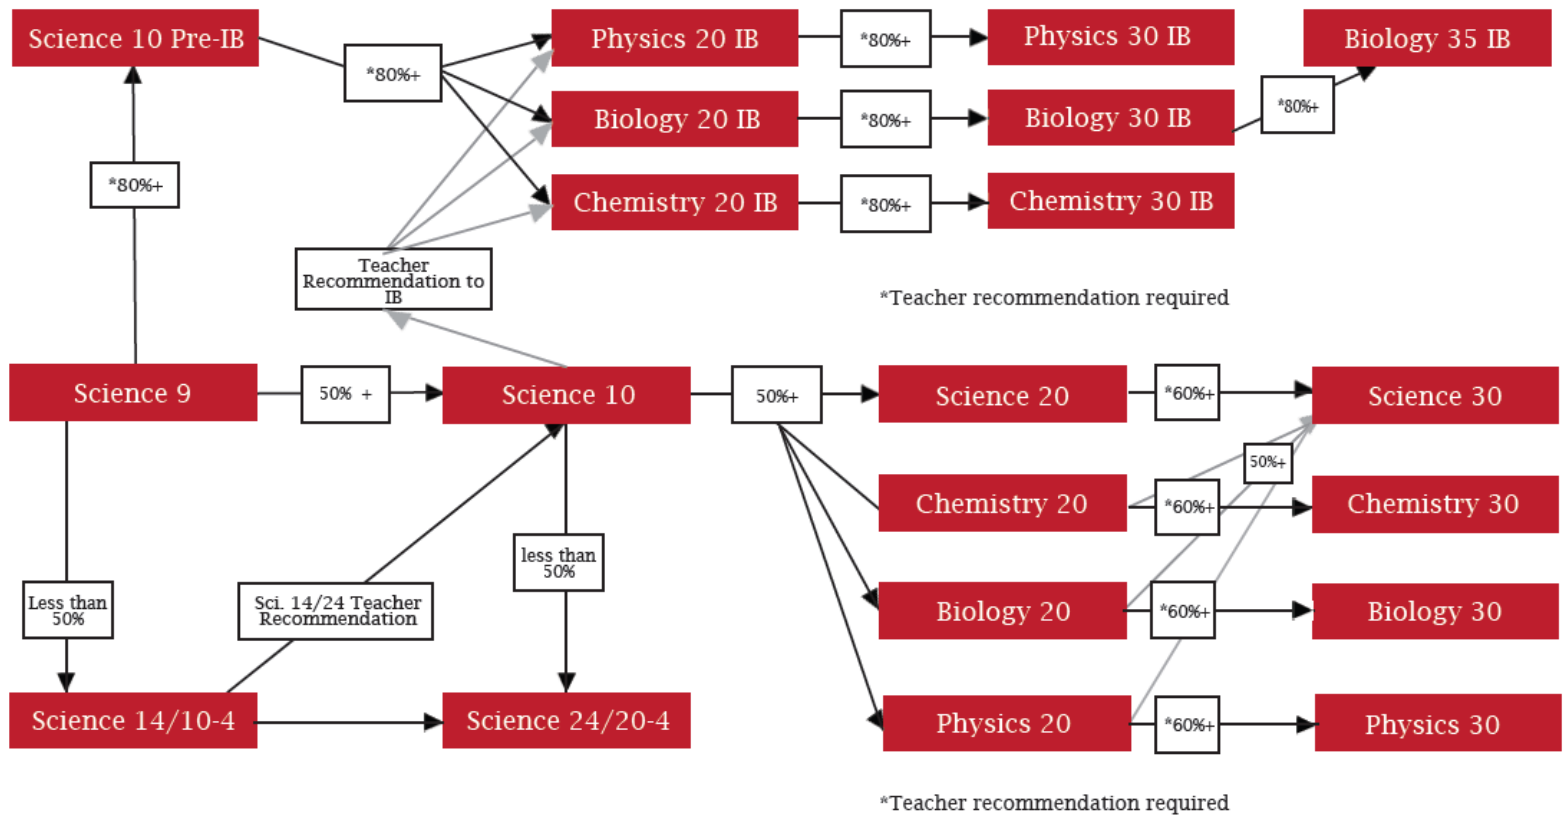 Science 10 Pre-IB
*80%+
Physics 20 IB
*80%+
Physics 30 IB
Biology 35 IB
*80%+
Biology 20 IB
*80%+
Biology 30 IB
*80%+
Chemistry 20 IB
*80%+
Chemistry 30 IB
Teacher
Recommendation to
IB
*Teacher recommendation required
Science 9
50% +
Science 10
50%+
Science 20
*60%+
Science 30
50%+
Chemistry 20
*60%+
Chemistry 30
less than
50%
Less than
50%
Sci. 14/24 Teacher
Recommendation
Biology 20
*60%+
Biology 30
Science 14/10-4
Science 24/20-4
Physics 20
*60%+
Physics 30
*Teacher recommendation required